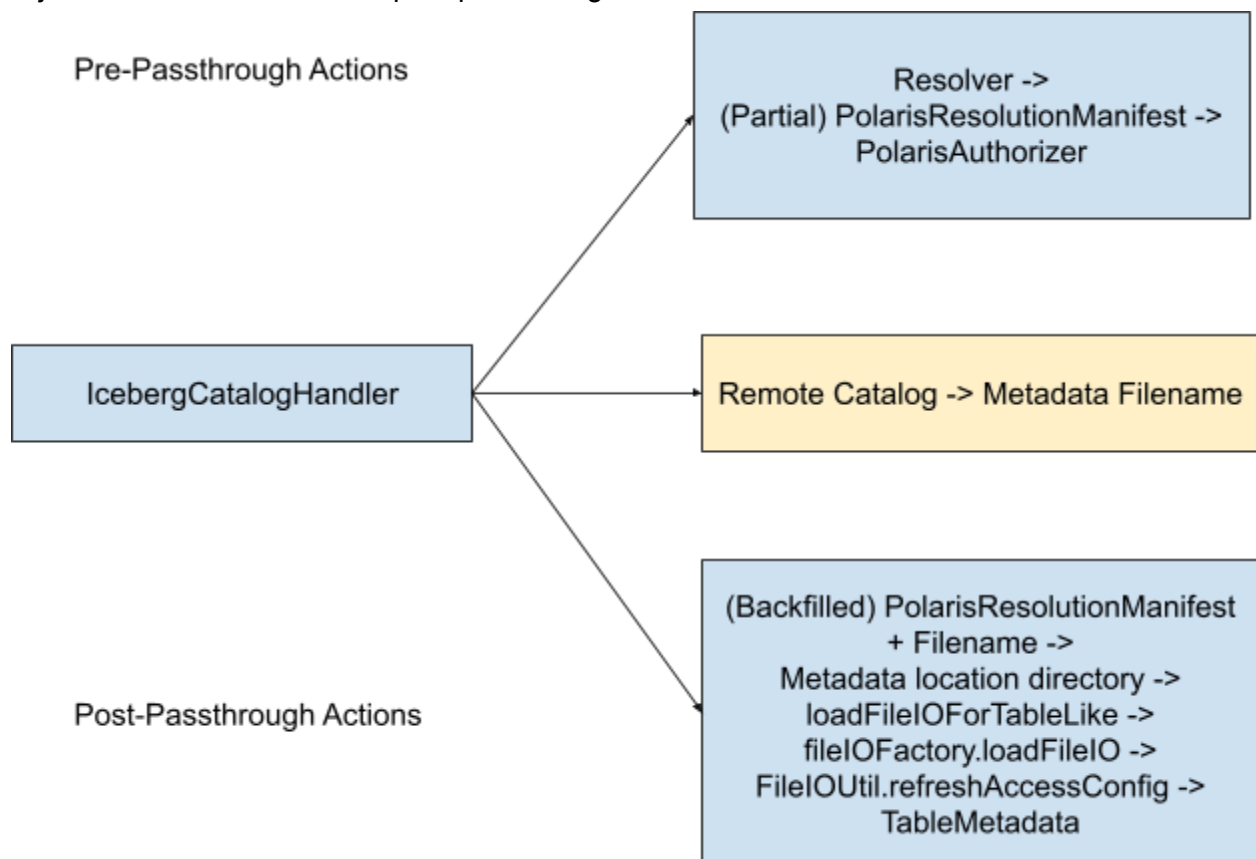 Pre-Passthrough Actions
Resolver ->
(Partial) PolarisResolutionManifest ->
PolarisAuthorizer
IcebergCatalogHandler
Remote Catalog -> Metadata Filename
(Backfilled) PolarisResolutionManifest
+ Filename ->
Metadata location directory ->
loadFileIOForTableLike ->
fileIOFactory.loadFileIO ->
FileIOUtil.refreshAccessConfig ->
TableMetadata
Post-Passthrough Actions